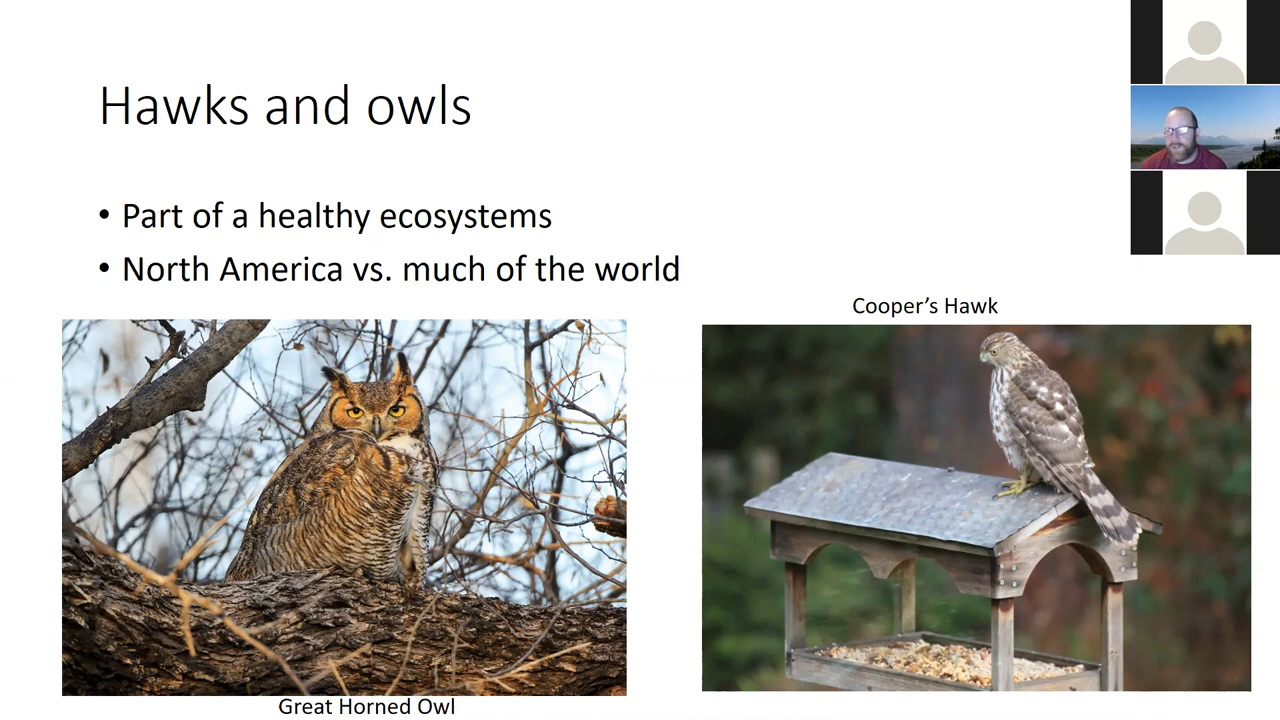 Hawks and owls
• Part of a healthy ecosystems
• North America vs. much of the world
Cooper’s Hawk
Great Horned Owl